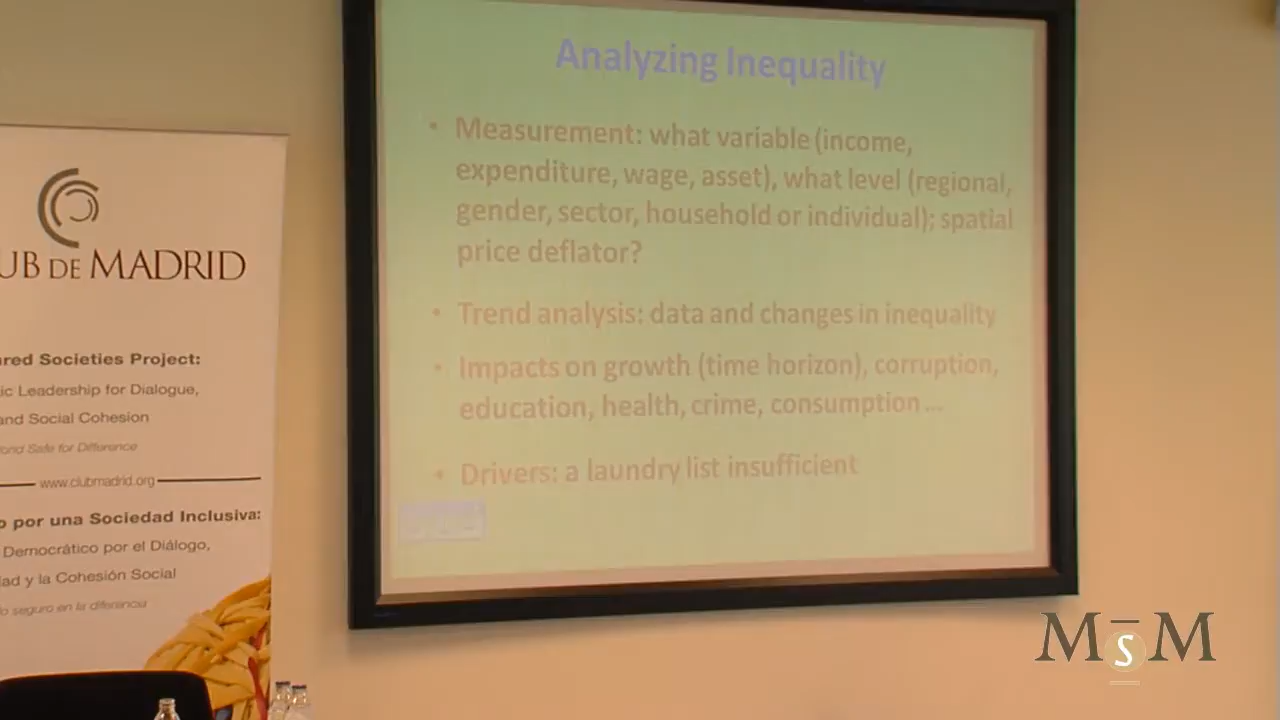 Analyzing Inequality
• Measurement: what variable (income,
expenditure, wage, asset), what level (regional,
gender, sector, household or individual); spatial
price deflator?
• Trend analysis: data and changes in inequality
• Impacts on growth (time horizon), corruption,
education, health, crime, consumption ...
• Drivers: a laundry list insufficient
UB DE MADRID
red Societies Project:
ic Leadership for Dialogue,
and Social Cohesion
orld Safe for Difference
www.clubmadrid.org
o por una Sociedad Inclusiva:
Democrático por el Diálogo,
dad y la Cohesión Social
o seguro en la diferencia
MSM